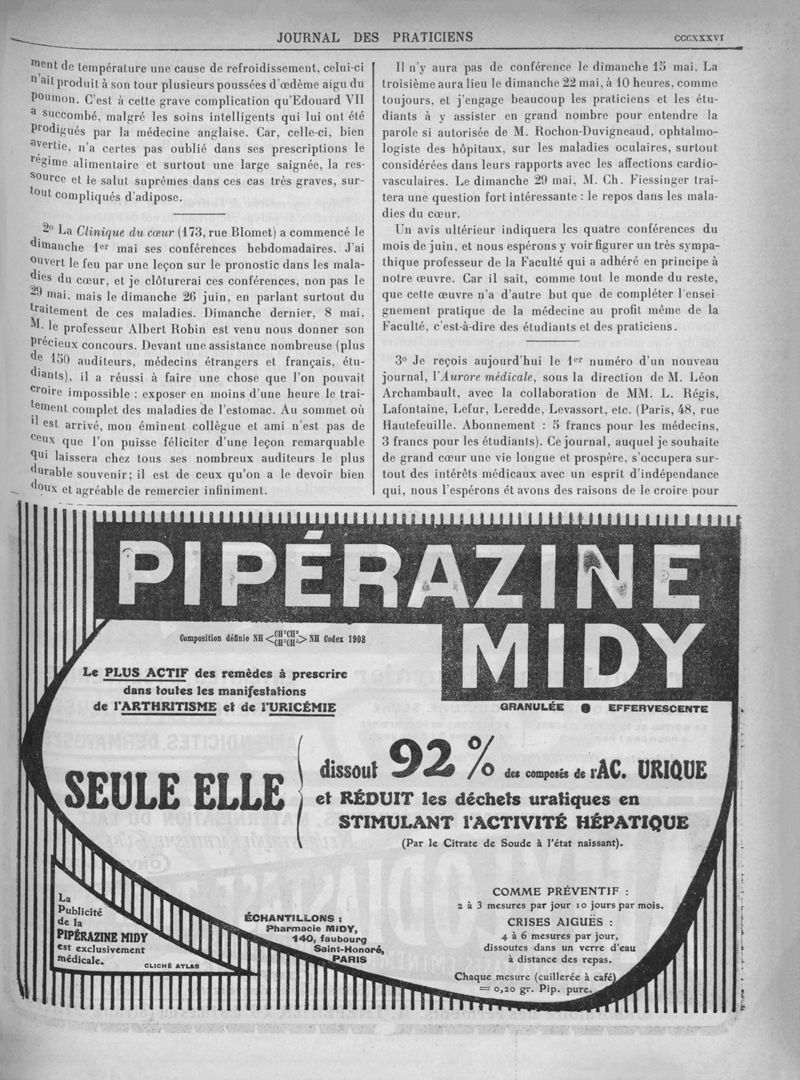 JOURNAL DES PRATICIENS
CCCXXXVI
ment de température une cause de refroidissement, celui-ci
n'ait produit à son tour plusieurs poussées d'œdème aigu du
poumon. C'est à cette grave complication qu'Edouard VII
a succombé, malgré les soins intelligents qui lui ont été
prodigués par la médecine anglaise. Car, celle-ci, bien
avertie, n'a certes pas oublié dans ses prescriptions le
régime alimentaire et surtout une large saignée, la res-
source et le salut suprêmes dans ces cas très graves, sur-
tout compliqués d'adipose.
2º La Clinique du cœur (173, rue Blomet) a commencé le
dimanche 1er mai ses conférences hebdomadaires. J'ai
ouvert le feu par une leçon sur le pronostic dans les mala-
dies du cœur, et je clôturerai ces conférences, non pas le
29 mai, mais le dimanche 26 juin, en parlant surtout du
traitement de ces maladies. Dimanche dernier, 8 mai,
M. le professeur Albert Robin est venu nous donner son
précieux concours. Devant une assistance nombreuse (plus
de 150 auditeurs, médecins étrangers et français, étu-
diants), il a réussi à faire une chose que l'on pouvait
croire impossible : exposer en moins d'une heure le trai-
tement complet des maladies de l'estomac. Au sommet où
il est arrivé, mon éminent collègue et ami n'est pas de
ceux que l'on puisse féliciter d'une leçon remarquable
qui laissera chez tous ses nombreux auditeurs le plus
durable souvenir; il est de ceux qu'on a le devoir bien
doux et agréable de remercier infiniment.
Il n'y aura pas de conférence le dimanche 15 mai. La
troisième aura lieu le dimanche 22 mai, à 10 heures, comme
toujours, et j'engage beaucoup les praticiens et les étu-
diants à y assister en grand nombre pour entendre la
parole si autorisée de M. Rochon-Duvigneaud, ophtalmo-
logiste des hôpitaux, sur les maladies oculaires, surtout
considérées dans leurs rapports avec les affections cardio-
vasculaires. Le dimanche 29 mai, M. Ch. Fiessinger trai-
tera une question fort intéressante : le repos dans les mala-
dies du cœur.
Un avis ultérieur indiquera les quatre conférences du
mois de juin, et nous espérons y voir figurer un très sympa-
thique professeur de la Faculté qui a adhéré en principe à
notre œuvre. Car il sait, comme tout le monde du reste,
que cette œuvre n'a d'autre but que de compléter l'ensei
gnement pratique de la médecine au profit même de la
Faculté, c'est-à-dire des étudiants et des praticiens.
3º Je reçois aujourd'hui le 1er numéro d'un nouveau
journal, l'Aurore médicale, sous la direction de M. Léon
Archambault, avec la collaboration de MM. L. Régis,
Lafontaine, Lefur, Leredde, Levassort, etc. (Paris, 48, rue
Hautefeuille. Abonnement : 5 francs pour les médecins,
3 francs pour les étudiants). Ce journal, auquel je souhaite
de grand cœur une vie longue et prospère, s'occupera sur-
tout des intérêts médicaux avec un esprit d'indépendance
qui, nous l'espérons ét avons des raisons de le croire pour
PIPÉRAZINE
MIDY
Composition définie NH <CH²CH² CH²CH²> NH Codex 1908
GRANULÉE ● EFFERVESCENTE
Le PLUS ACTIF des remèdes à prescrire
dans toutes les manifestations
de l'ARTHRITISME et de l'URICÉMIE
SEULE ELLE
dissout 92% des composés de l'AC. URIQUE
et RÉDUIT les déchets uratiques en
STIMULANT l'ACTIVITÉ HÉPATIQUE
(Par le Citrate de Soude à l'état naissant).
COMME PRÉVENTIF :
2 à 3 mesures par jour 10 jours par mois.
CRISES AIGUËS :
4 à 6 mesures par jour,
dissoutes dans un verre d'eau
à distance des repas.
Chaque mesure (cuillerée à café)
= 0,20 gr. Pip. pure.
ÉCHANTILLONS :
Pharmacie MIDY,
140, faubourg
Saint-Honoré,
PARIS
La
Publicité
de la
PIPÉRAZINE MIDY
est exclusivement
médicale.
CLICHÉ ATLAS